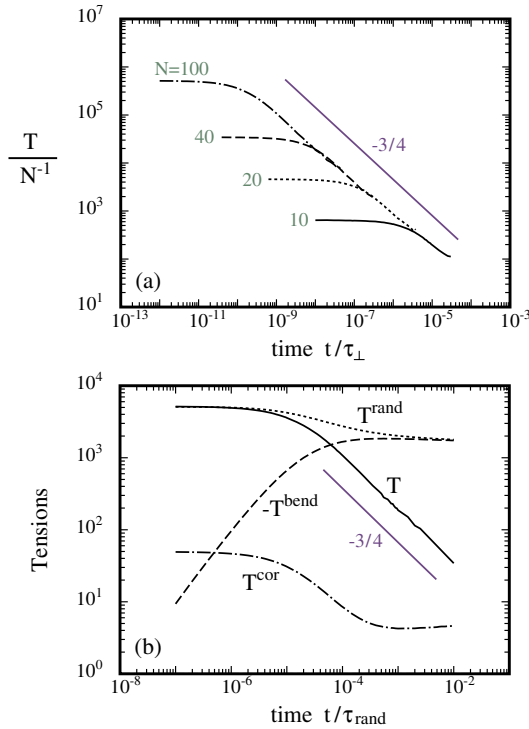 10^7
N=100
10^5
-3/4
T
N^-1
40
20
10^3
10
(a)
10^1
10^-13 10^-11 10^-9 10^-7 10^-5 10^-3
time t/τ⊥
10^4
T^rand
10^3
T
-T^bend
Tensions
10^2
-3/4
T^cor
10^1
(b)
10^0
10^-8 10^-6 10^-4 10^-2
time t/τ_rand